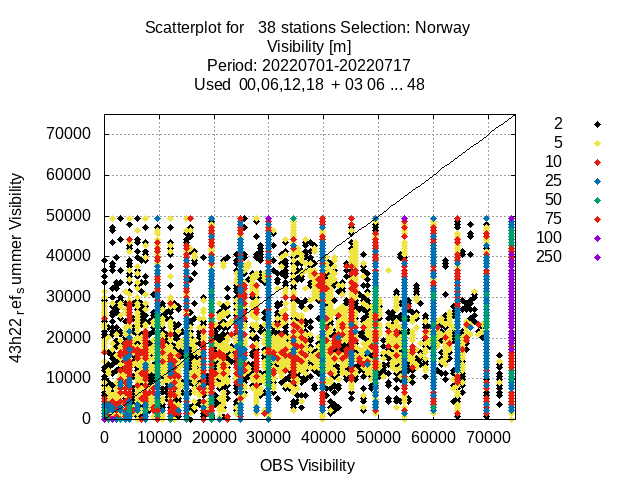 Scatterplot for   38 stations Selection: Norway
Visibility [m]
Period: 20220701-20220717
Used  00,06,12,18  + 03 06 ... 48
70000
60000
50000
40000
30000
20000
10000
0
0 10000 20000 30000 40000 50000 60000 70000
OBS Visibility
43h22_ref_summer Visibility
2
5
10
25
50
75
100
250